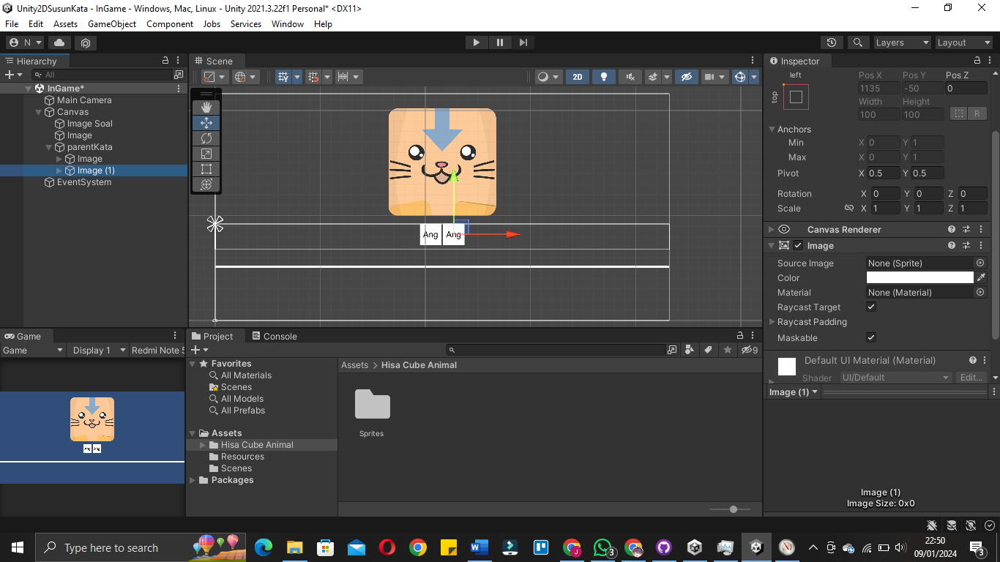 Unity2DSusunKata - InGame - Windows, Mac, Linux - Unity 2021.3.22f1 Personal* <DX11>
File Edit Assets GameObject Component Jobs Services Window Help
N Layers Layout
Hierarchy
All
InGame*
Main Camera
Canvas
Image Soal
Image
parentKata
Image
Image (1)
EventSystem
Scene
2D
Ang Ang
Inspector
left Pos X Pos Y Pos Z
top 1135 -50 0
Width Height
100 100 R
Anchors
Min X 0 Y 1
Max X 0 Y 1
Pivot X 0.5 Y 0.5
Rotation X 0 Y 0 Z 0
Scale X 1 Y 1 Z 1
Canvas Renderer
Image
Source Image None (Sprite)
Color
Material None (Material)
Raycast Target
Raycast Padding
Maskable
Default UI Material (Material)
Shader UI/Default Edit...
Image (1)
Image (1)
Image Size: 0x0
Game
Game Display 1 Redmi Note 5
Ang Ang
Project Console
9
Favorites
All Materials
Scenes
All Models
All Prefabs
Assets
Hisa Cube Animal
Resources
Scenes
Packages
Assets > Hisa Cube Animal
Sprites
Type here to search
J
3
22:50
09/01/2024
3